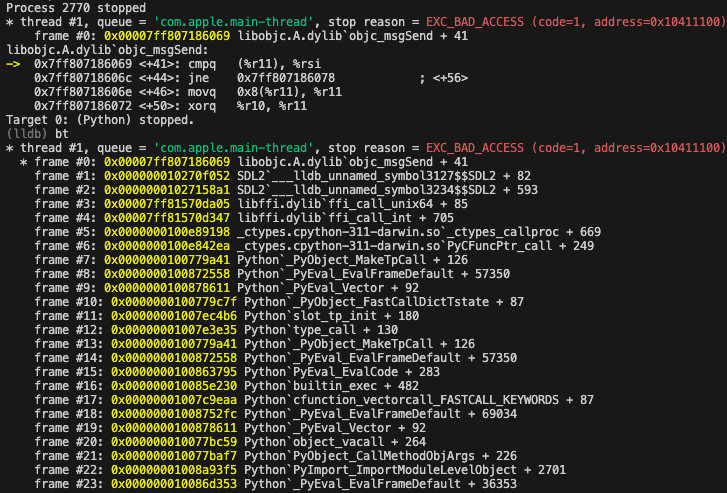 Process 2770 stopped
* thread #1, queue = 'com.apple.main-thread', stop reason = EXC_BAD_ACCESS (code=1, address=0x10411100)
frame #0: 0x00007ff807186069 libobjc.A.dylib`objc_msgSend + 41
libobjc.A.dylib`objc_msgSend:
-> 0x7ff807186069 <+41>: cmpq (%r11), %rsi
0x7ff80718606c <+44>: jne 0x7ff807186078 ; <+56>
0x7ff80718606e <+46>: movq 0x8(%r11), %r11
0x7ff807186072 <+50>: xorq %r10, %r11
Target 0: (Python) stopped.
(lldb) bt
* thread #1, queue = 'com.apple.main-thread', stop reason = EXC_BAD_ACCESS (code=1, address=0x10411100)
* frame #0: 0x00007ff807186069 libobjc.A.dylib`objc_msgSend + 41
frame #1: 0x000000010270f052 SDL2`___lldb_unnamed_symbol3127$$SDL2 + 82
frame #2: 0x00000001027158a1 SDL2`___lldb_unnamed_symbol3234$$SDL2 + 593
frame #3: 0x00007ff81570da05 libffi.dylib`ffi_call_unix64 + 85
frame #4: 0x00007ff81570d347 libffi.dylib`ffi_call_int + 705
frame #5: 0x0000000100e89198 _ctypes.cpython-311-darwin.so`_ctypes_callproc + 669
frame #6: 0x0000000100e842ea _ctypes.cpython-311-darwin.so`PyCFuncPtr_call + 249
frame #7: 0x0000000100779a41 Python`_PyObject_MakeTpCall + 126
frame #8: 0x0000000100872558 Python`_PyEval_EvalFrameDefault + 57350
frame #9: 0x0000000100878611 Python`_PyEval_Vector + 92
frame #10: 0x0000000100779c7f Python`_PyObject_FastCallDictTstate + 87
frame #11: 0x00000001007ec4b6 Python`slot_tp_init + 180
frame #12: 0x00000001007e3e35 Python`type_call + 130
frame #13: 0x0000000100779a41 Python`_PyObject_MakeTpCall + 126
frame #14: 0x0000000100872558 Python`_PyEval_EvalFrameDefault + 57350
frame #15: 0x0000000100863795 Python`PyEval_EvalCode + 283
frame #16: 0x000000010085e230 Python`builtin_exec + 482
frame #17: 0x00000001007c9eaa Python`cfunction_vectorcall_FASTCALL_KEYWORDS + 87
frame #18: 0x00000001008752fc Python`_PyEval_EvalFrameDefault + 69034
frame #19: 0x0000000100878611 Python`_PyEval_Vector + 92
frame #20: 0x000000010077bc59 Python`object_vacall + 264
frame #21: 0x000000010077baf7 Python`PyObject_CallMethodObjArgs + 226
frame #22: 0x00000001008a93f5 Python`PyImport_ImportModuleLevelObject + 2701
frame #23: 0x000000010086d353 Python`_PyEval_EvalFrameDefault + 36353